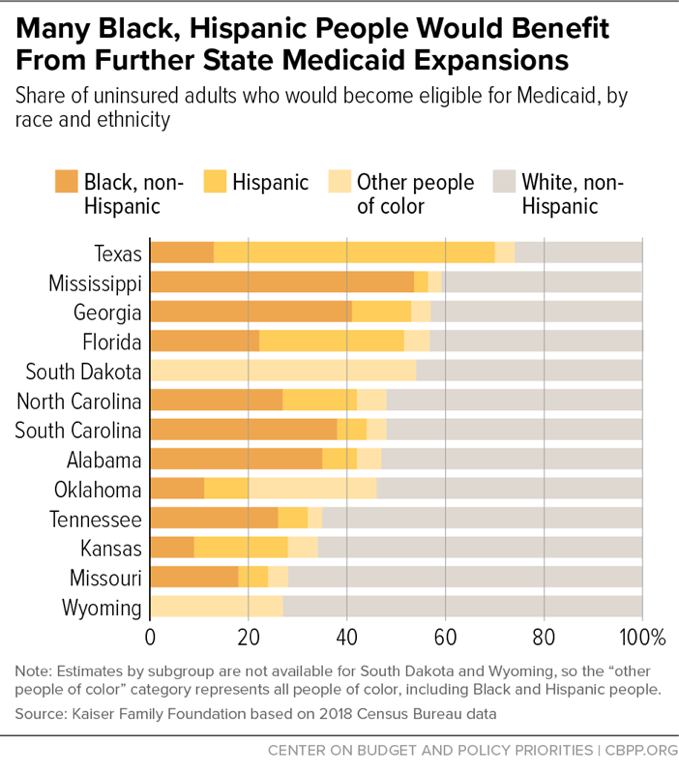 Many Black, Hispanic People Would Benefit
From Further State Medicaid Expansions
Share of uninsured adults who would become eligible for Medicaid, by
race and ethnicity
Black, non-
Hispanic
Hispanic
Other people
of color
White, non-
Hispanic
Texas
Mississippi
Georgia
Florida
South Dakota
North Carolina
South Carolina
Alabama
Oklahoma
Tennessee
Kansas
Missouri
Wyoming
0 20 40 60 80 100%
Note: Estimates by subgroup are not available for South Dakota and Wyoming, so the “other
people of color” category represents all people of color, including Black and Hispanic people.
Source: Kaiser Family Foundation based on 2018 Census Bureau data
CENTER ON BUDGET AND POLICY PRIORITIES | CBPP.ORG